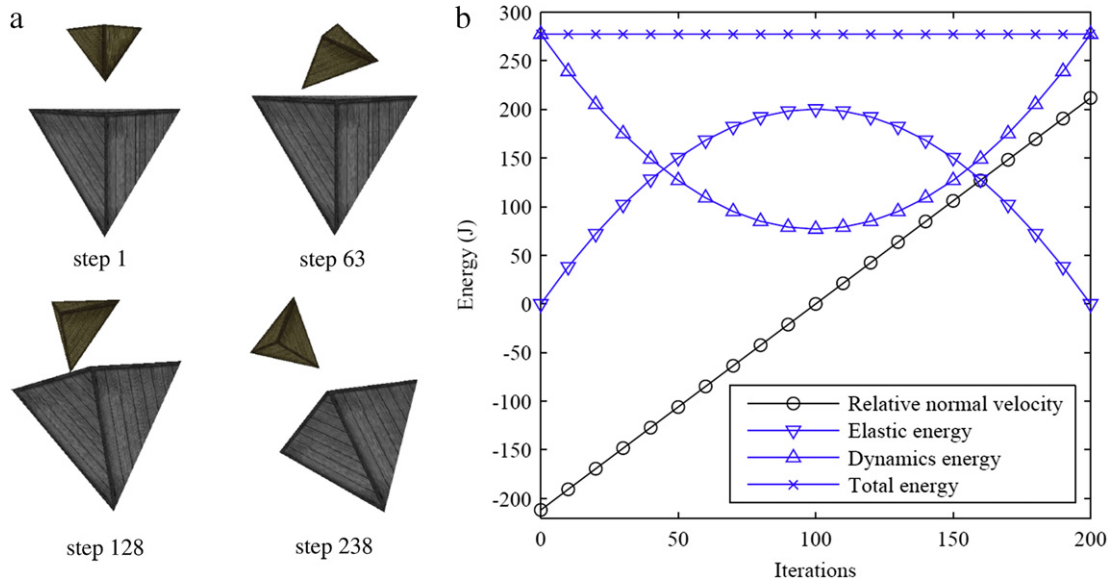 a
step 1
step 63
step 128
step 238
b
Energy (J)
300
250
200
150
100
50
0
-50
-100
-150
-200
Relative normal velocity
Elastic energy
Dynamics energy
Total energy
0 50 100 150 200
Iterations